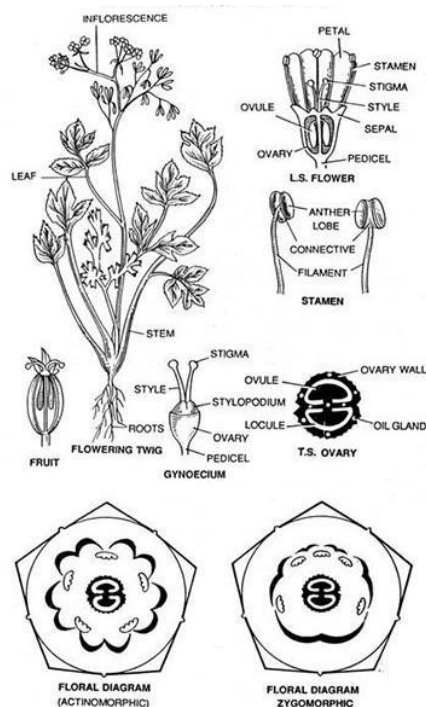 INFLORESCENCE
LEAF
STEM
ROOTS
FLOWERING TWIG
PETAL
STAMEN
STIGMA
STYLE
SEPAL
OVULE
OVARY
PEDICEL
L.S. FLOWER
ANTHER
LOBE
CONNECTIVE
FILAMENT
STAMEN
FRUIT
STIGMA
STYLE
STYLOPODIUM
OVARY
PEDICEL
GYNOECIUM
OVARY WALL
OVULE
LOCULE
OIL GLAND
T.S. OVARY
FLORAL DIAGRAM
(ACTINOMORPHIC)
FLORAL DIAGRAM
ZYGOMORPHIC